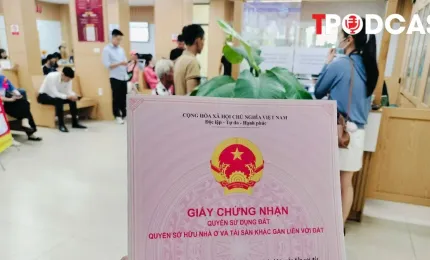 TPODCAS
CỘNG HÒA XÃ HỘI CHỦ NGHĨA VIỆT NAM
Độc lập - Tự do - Hạnh phúc
GIẤY CHỨNG NHẬN
QUYỀN SỬ DỤNG ĐẤT
QUYỀN SỞ HỮU NHÀ Ở VÀ TÀI SẢN KHÁC GẮN LIỀN VỚI ĐẤT